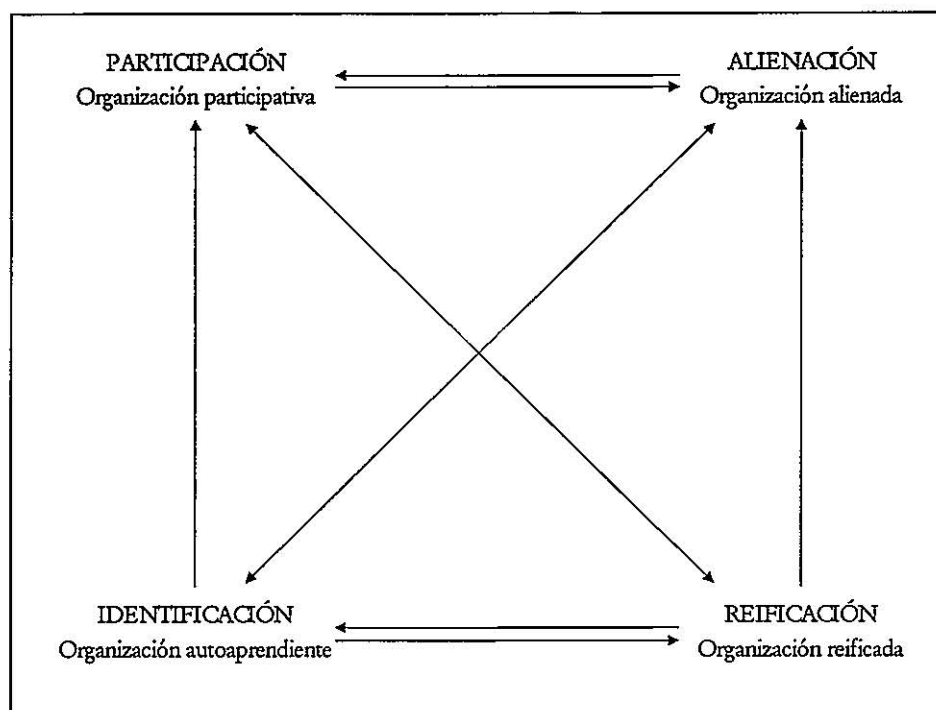 PARTICIPACIÓN
Organización participativa
ALIENACIÓN
Organización alienada
IDENTIFICACIÓN
Organización autoaprendiente
REIFICACIÓN
Organización reificada